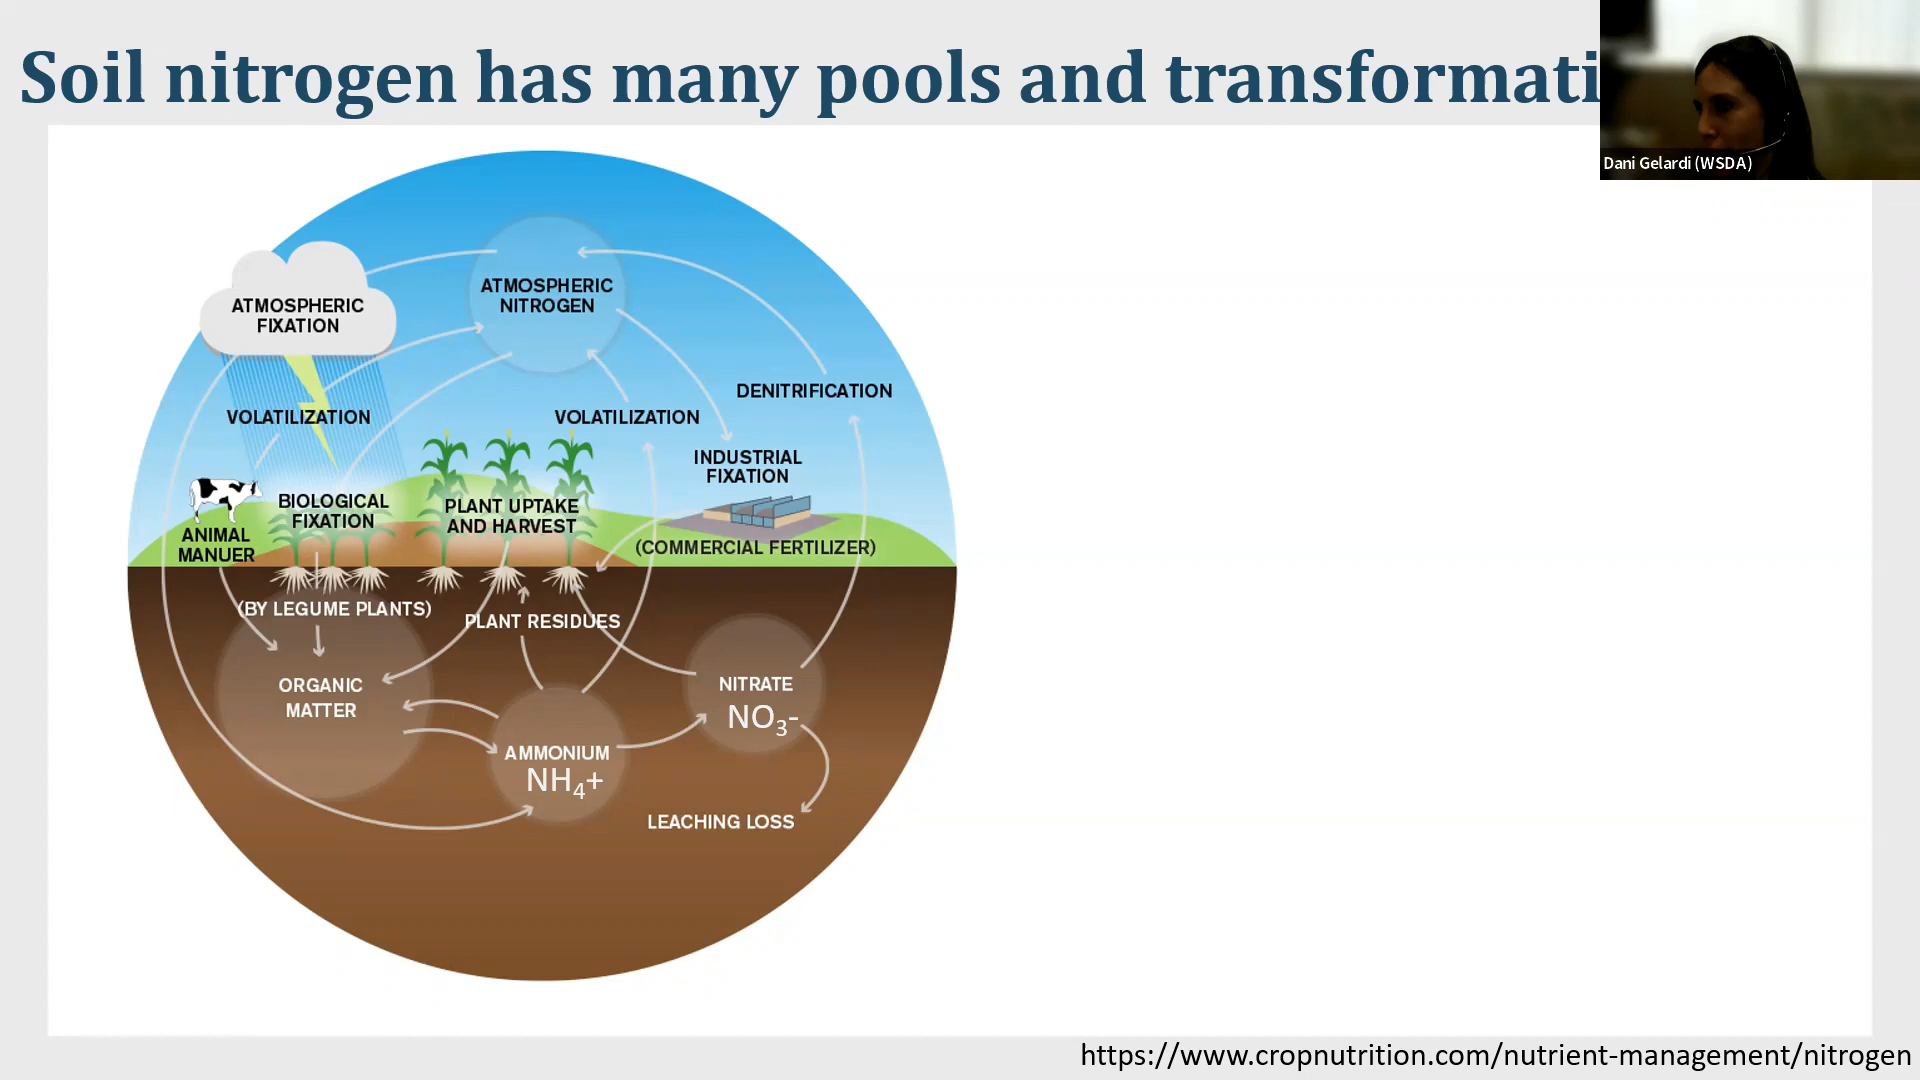 Soil nitrogen has many pools and transformati
Dani Gelardi (WSDA)
ATMOSPHERIC
NITROGEN
ATMOSPHERIC
FIXATION
DENITRIFICATION
VOLATILIZATION
VOLATILIZATION
INDUSTRIAL
FIXATION
BIOLOGICAL
FIXATION
PLANT UPTAKE
AND HARVEST
ANIMAL
MANUER
(COMMERCIAL FERTILIZER)
(BY LEGUME PLANTS)
PLANT RESIDUES
ORGANIC
MATTER
NITRATE
NO3-
AMMONIUM
NH4+
LEACHING LOSS
https://www.cropnutrition.com/nutrient-management/nitrogen